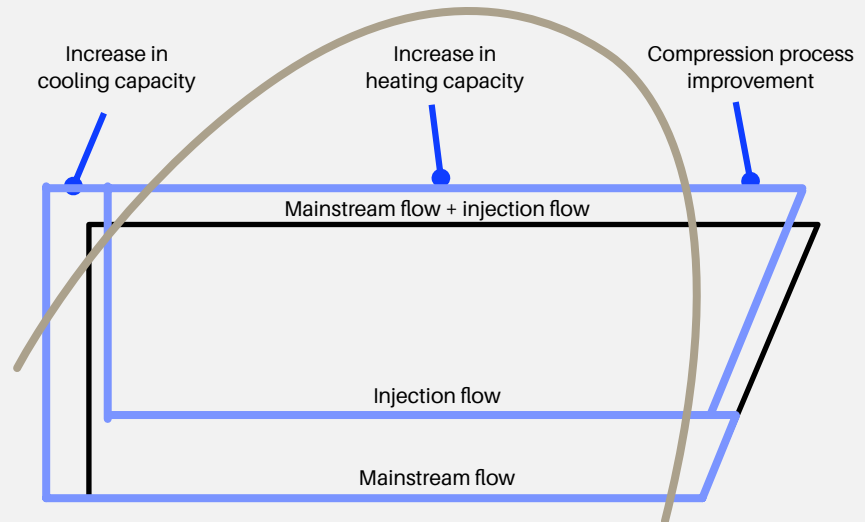 Increase in
cooling capacity
Increase in
heating capacity
Compression process
improvement
Mainstream flow + injection flow
Injection flow
Mainstream flow